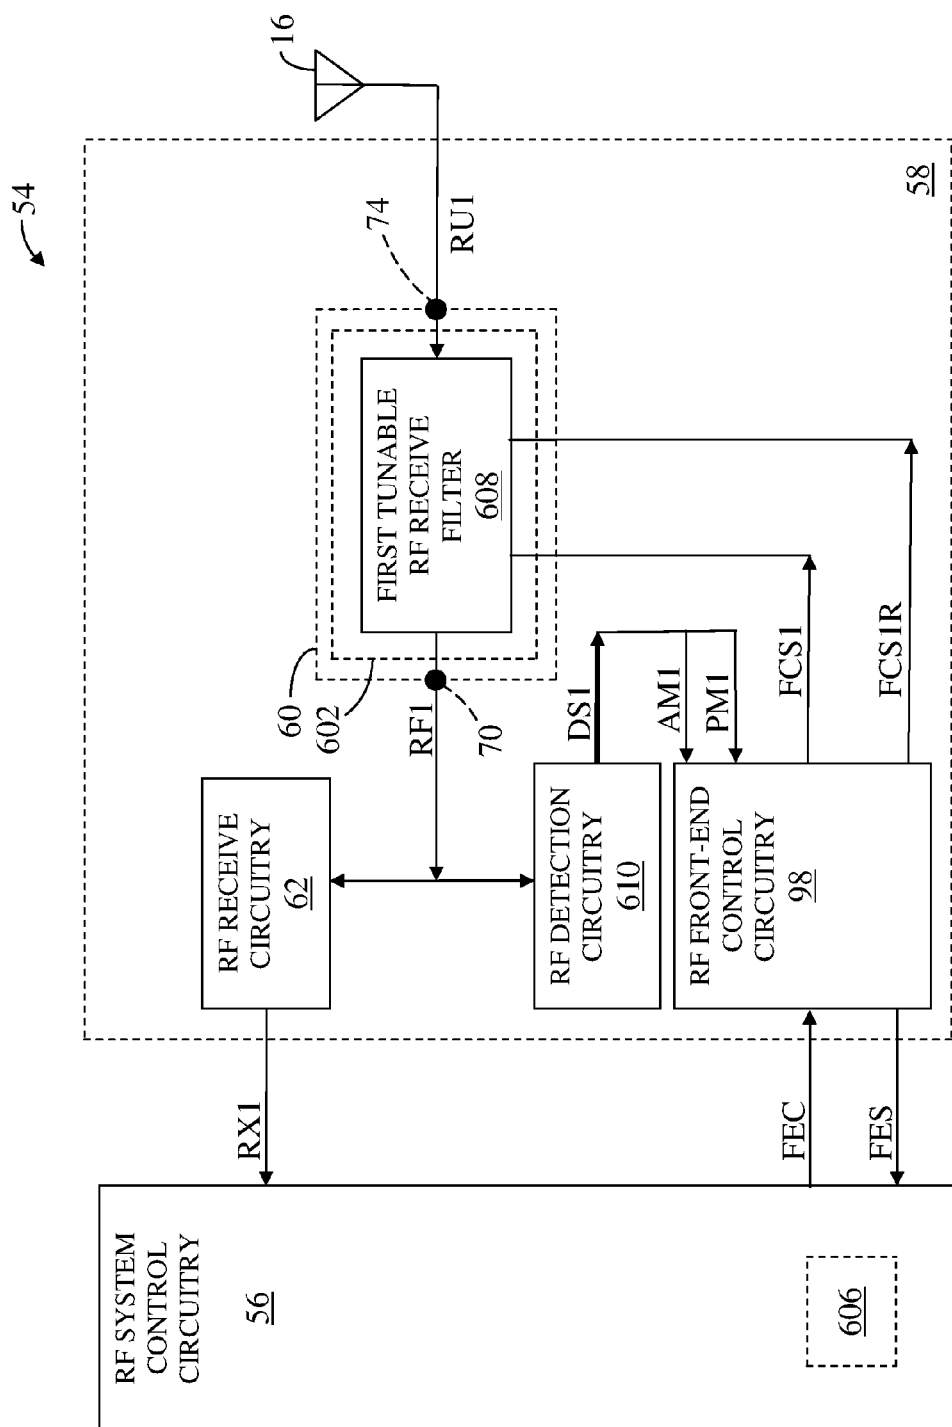 54
RF SYSTEM
CONTROL
CIRCUITRY
56
606
RX1
FEC
FES
RF RECEIVE
CIRCUITRY
62
RF DETECTION
CIRCUITRY
610
RF FRONT-END
CONTROL
CIRCUITRY
98
60
602
RF1
70
DS1
AM1
PM1
FCS1
FCS1R
FIRST TUNABLE
RF RECEIVE
FILTER
608
74
RU1
16
58